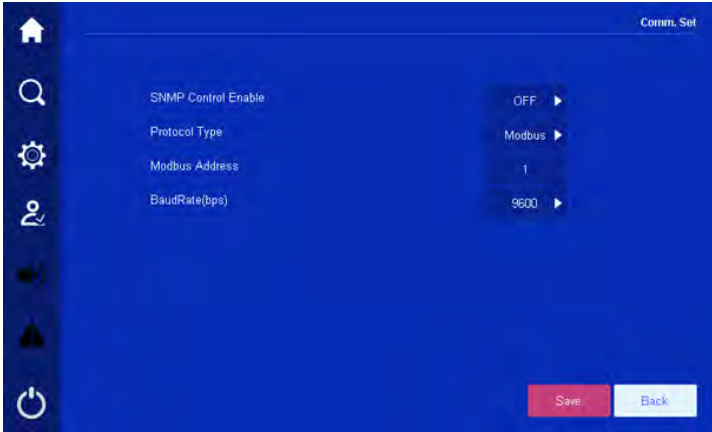 Comm. Set
SNMP Control Enable OFF
Protocol Type Modbus
Modbus Address 1
BaudRate(bps) 9600
Save Back